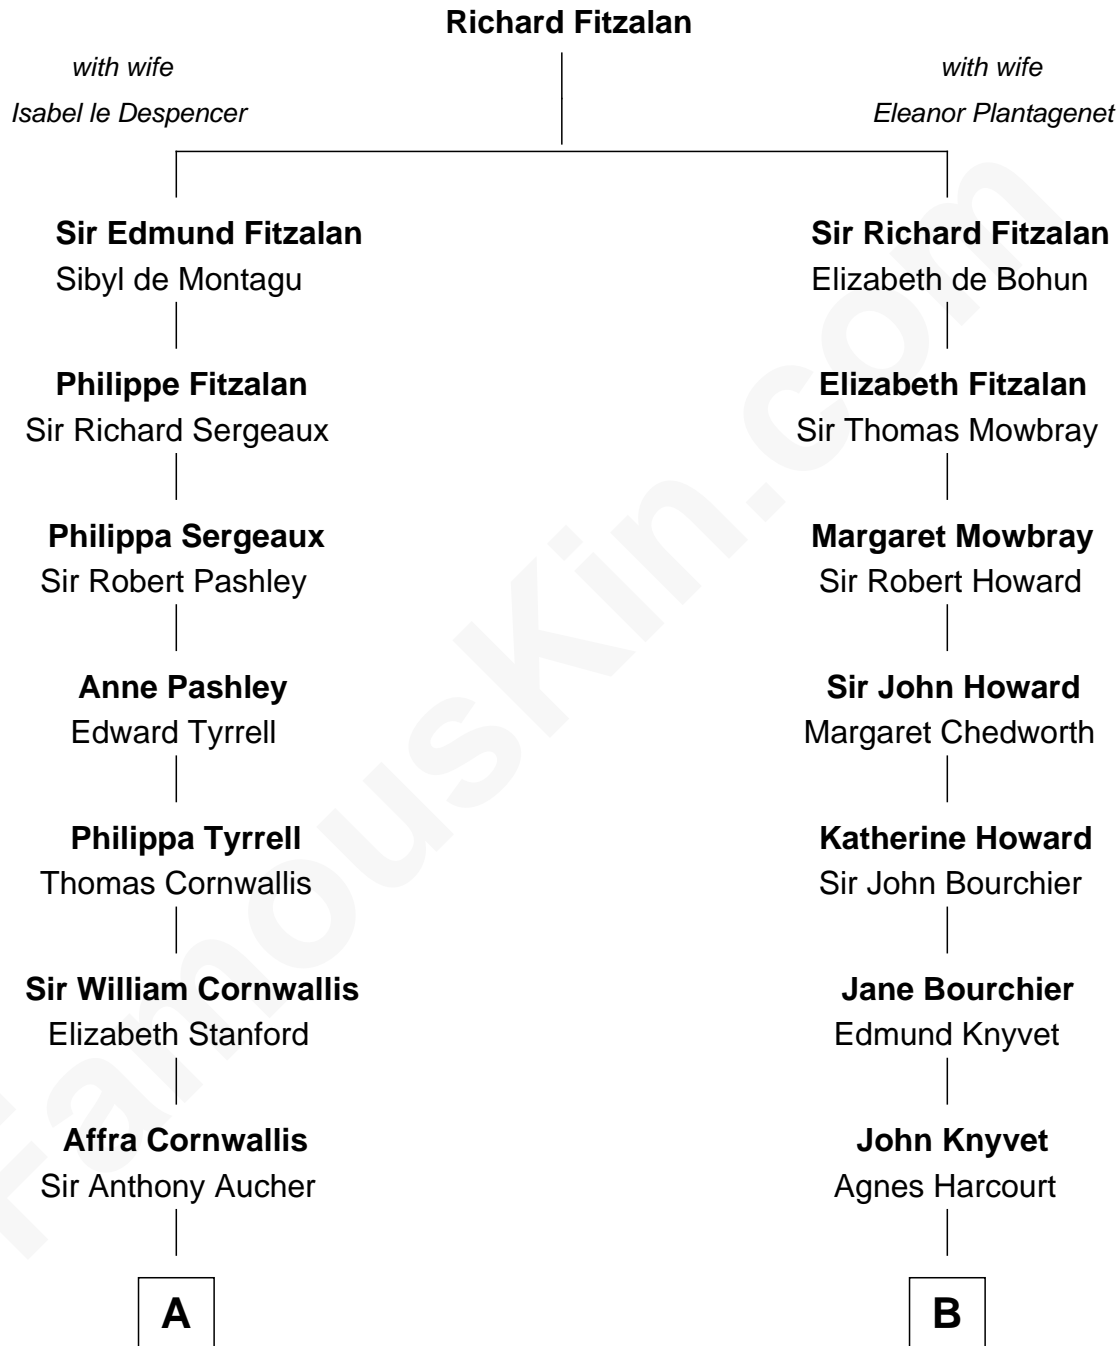 Richard Fitzalan
with wife
Isabel le Despencer
with wife
Eleanor Plantagenet
Sir Edmund Fitzalan
Sibyl de Montagu
Sir Richard Fitzalan
Elizabeth de Bohun
Philippe Fitzalan
Sir Richard Sergeaux
Elizabeth Fitzalan
Sir Thomas Mowbray
Philippa Sergeaux
Sir Robert Pashley
Margaret Mowbray
Sir Robert Howard
Anne Pashley
Edward Tyrrell
Sir John Howard
Margaret Chedworth
Philippa Tyrrell
Thomas Cornwallis
Katherine Howard
Sir John Bourchier
Sir William Cornwallis
Elizabeth Stanford
Jane Bourchier
Edmund Knyvet
Affra Cornwallis
Sir Anthony Aucher
John Knyvet
Agnes Harcourt
A
B
FamousKin.com